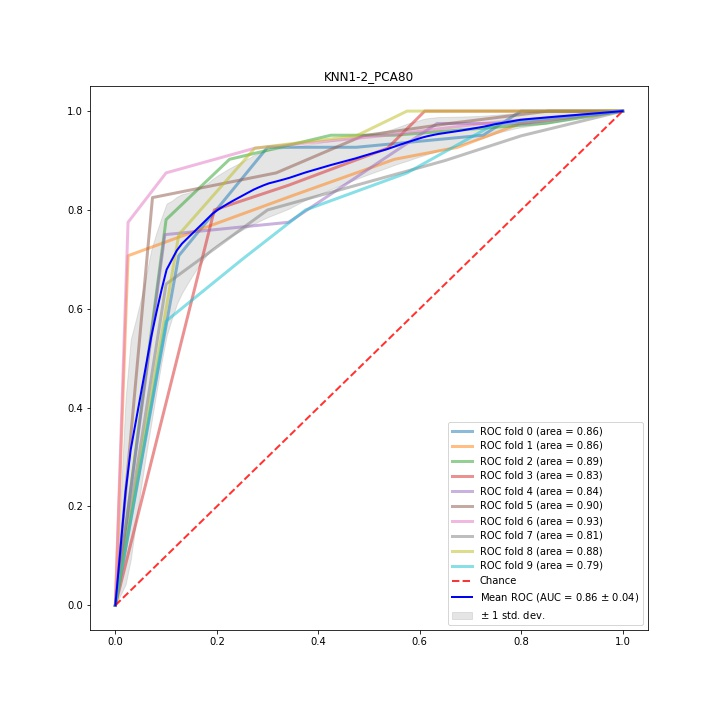 KNN1-2_PCA80
1.0
0.8
0.6
0.4
0.2
0.0
0.0 0.2 0.4 0.6 0.8 1.0
ROC fold 0 (area = 0.86)
ROC fold 1 (area = 0.86)
ROC fold 2 (area = 0.89)
ROC fold 3 (area = 0.83)
ROC fold 4 (area = 0.84)
ROC fold 5 (area = 0.90)
ROC fold 6 (area = 0.93)
ROC fold 7 (area = 0.81)
ROC fold 8 (area = 0.88)
ROC fold 9 (area = 0.79)
Chance
Mean ROC (AUC = 0.86 ± 0.04)
± 1 std. dev.